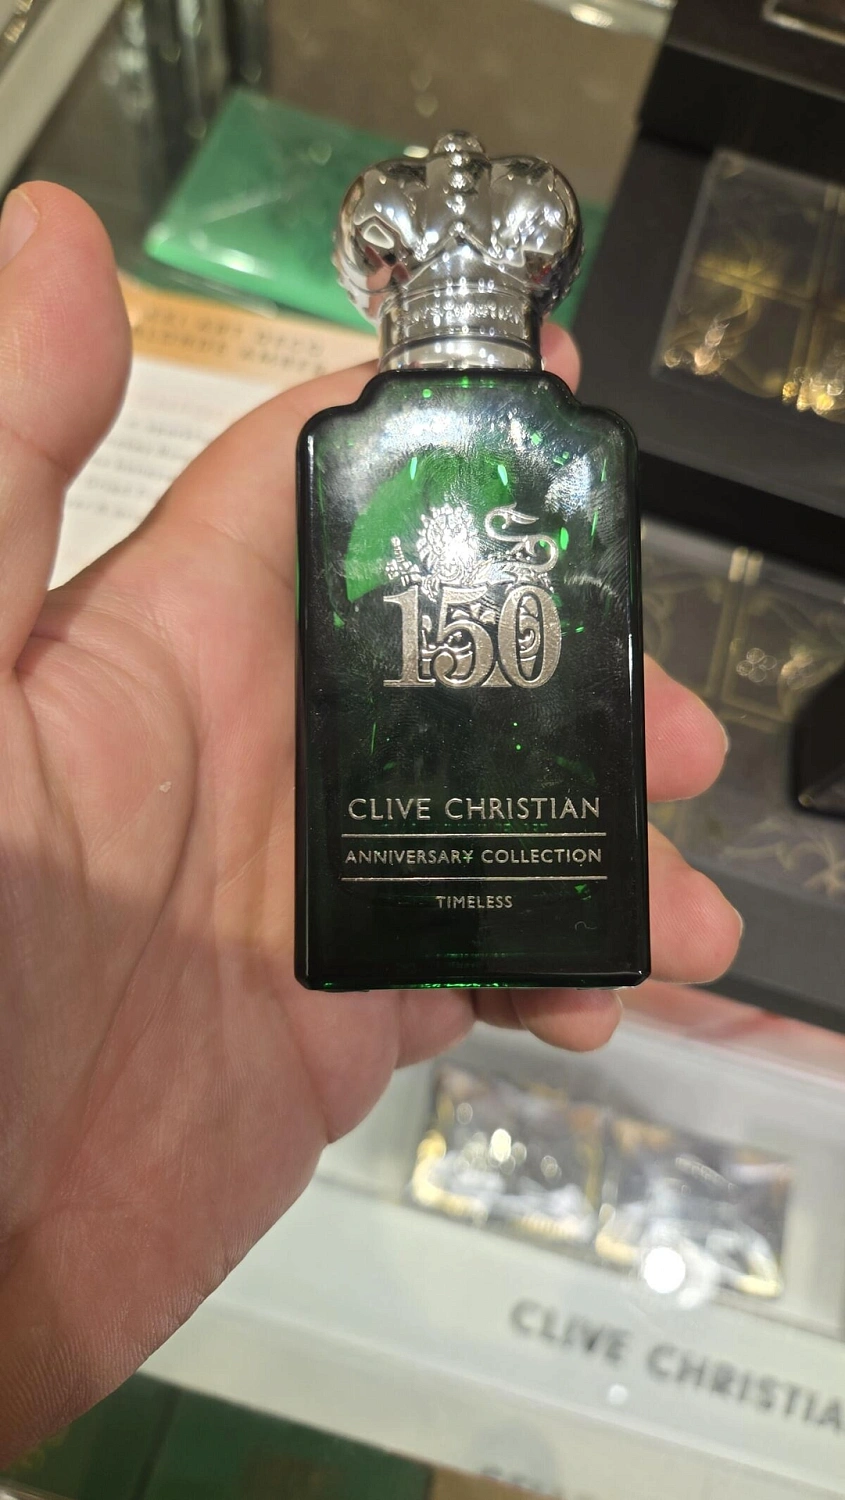 150
CLIVE CHRISTIAN
ANNIVERSARY COLLECTION
TIMELESS
CLIVE CHRISTIA